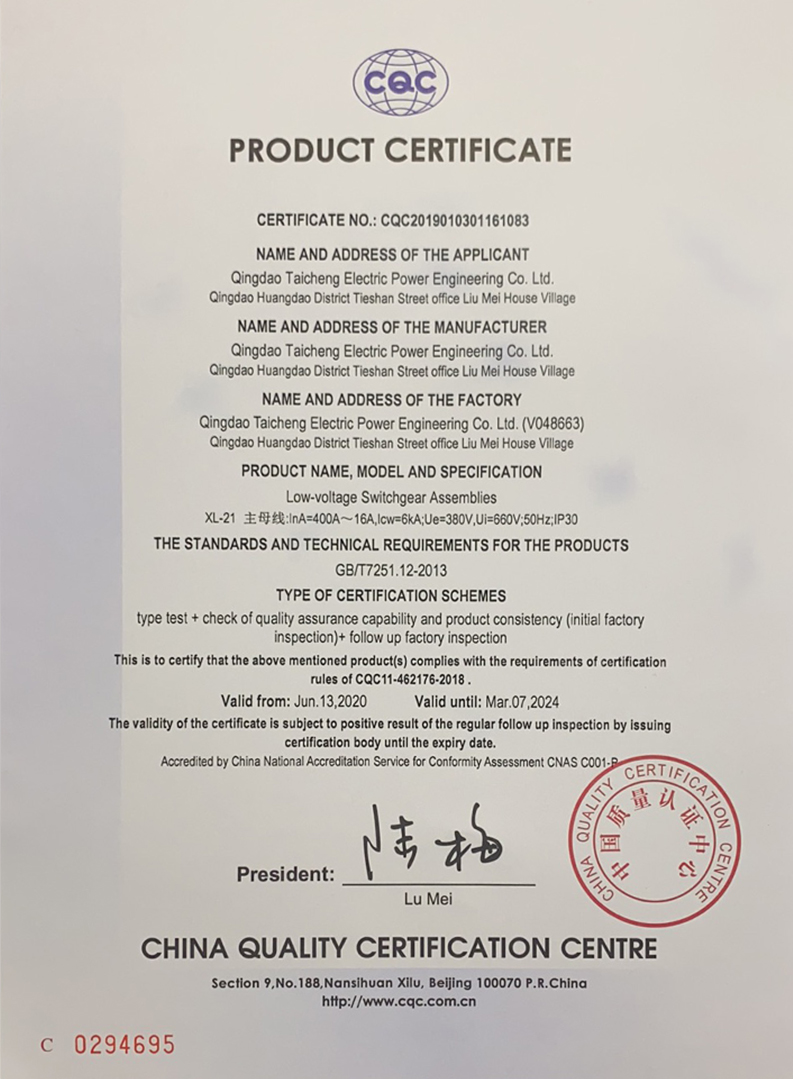 CQC
PRODUCT CERTIFICATE
CERTIFICATE NO.: CQC2019010301161083
NAME AND ADDRESS OF THE APPLICANT
Qingdao Taicheng Electric Power Engineering Co. Ltd.
Qingdao Huangdao District Tieshan Street office Liu Mei House Village
NAME AND ADDRESS OF THE MANUFACTURER
Qingdao Taicheng Electric Power Engineering Co. Ltd.
Qingdao Huangdao District Tieshan Street office Liu Mei House Village
NAME AND ADDRESS OF THE FACTORY
Qingdao Taicheng Electric Power Engineering Co. Ltd. (V048663)
Qingdao Huangdao District Tieshan Street office Liu Mei House Village
PRODUCT NAME, MODEL AND SPECIFICATION
Low-voltage Switchgear Assemblies
XL-21 主母线:InA=400A～16A,Icw=6kA;Ue=380V,Ui=660V;50Hz;IP30
THE STANDARDS AND TECHNICAL REQUIREMENTS FOR THE PRODUCTS
GB/T7251.12-2013
TYPE OF CERTIFICATION SCHEMES
type test + check of quality assurance capability and product consistency (initial factory
inspection)+ follow up factory inspection
This is to certify that the above mentioned product(s) complies with the requirements of certification
rules of CQC11-462176-2018 .
Valid from: Jun.13,2020 Valid until: Mar.07,2024
The validity of the certificate is subject to positive result of the regular follow up inspection by issuing
certification body until the expiry date.
Accredited by China National Accreditation Service for Conformity Assessment CNAS C001-P
CHINA QUALITY CERTIFICATION CENTRE
中国质量认证中心
陆梅
President:
Lu Mei
CHINA QUALITY CERTIFICATION CENTRE
Section 9,No.188,Nansihuan Xilu, Beijing 100070 P.R.China
http://www.cqc.com.cn
C 0294695